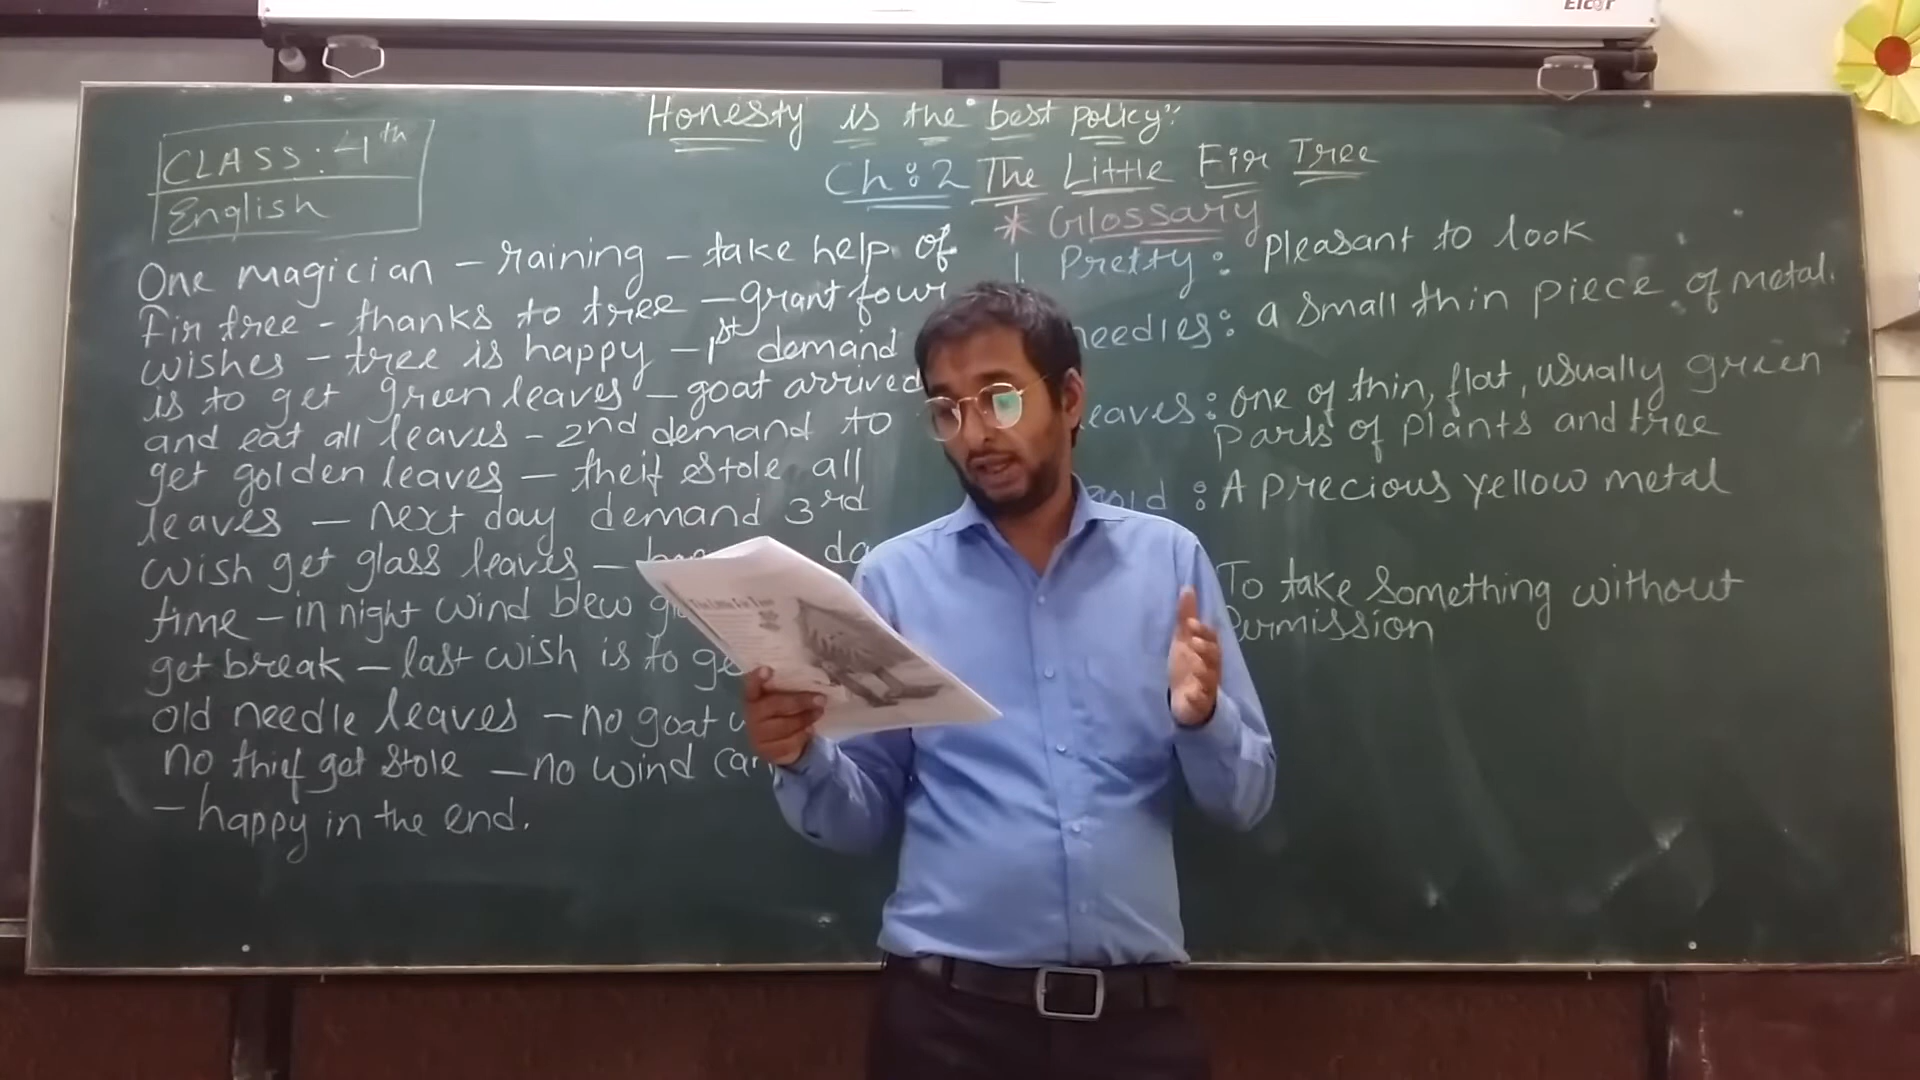 Honesty is the best policy"
CLASS: 4th
English
Ch:2 The Little Fir Tree
* Glossary
One magician - raining - take help of
fir tree - thanks to tree - grant four
wishes - tree is happy - 1st demand
is to get green leaves - goat arrived
and eat all leaves - 2nd demand to
get golden leaves - theif stole all
leaves - next day demand 3rd
wish get glass leaves -
time - in night wind blew
get break - last wish is to
old needle leaves - no goat
no thief get stole - no wind
- happy in the end.
Pretty: pleasant to look
needles: a small thin piece of metal.
eaves: one of thin, flat, usually green
parts of plants and tree
gold: A precious yellow metal
To take something without
Permission
The Little Fir Tree